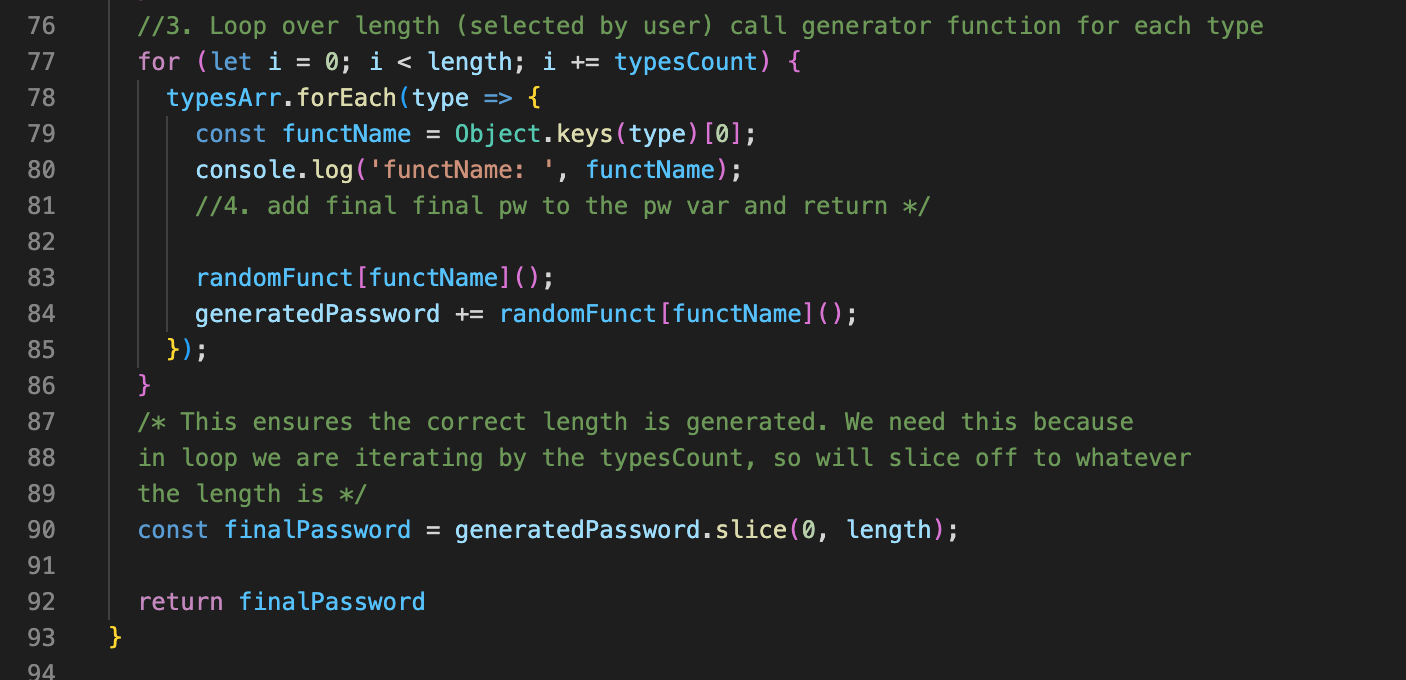 76 //3. Loop over length (selected by user) call generator function for each type
77 for (let i = 0; i < length; i += typesCount) {
78 typesArr.forEach(type => {
79 const functName = Object.keys(type)[0];
80 console.log('functName: ', functName);
81 //4. add final final pw to the pw var and return */
82
83 randomFunct[functName]();
84 generatedPassword += randomFunct[functName]();
85 });
86 }
87 /* This ensures the correct length is generated. We need this because
88 in loop we are iterating by the typesCount, so will slice off to whatever
89 the length is */
90 const finalPassword = generatedPassword.slice(0, length);
91
92 return finalPassword
93 }
94